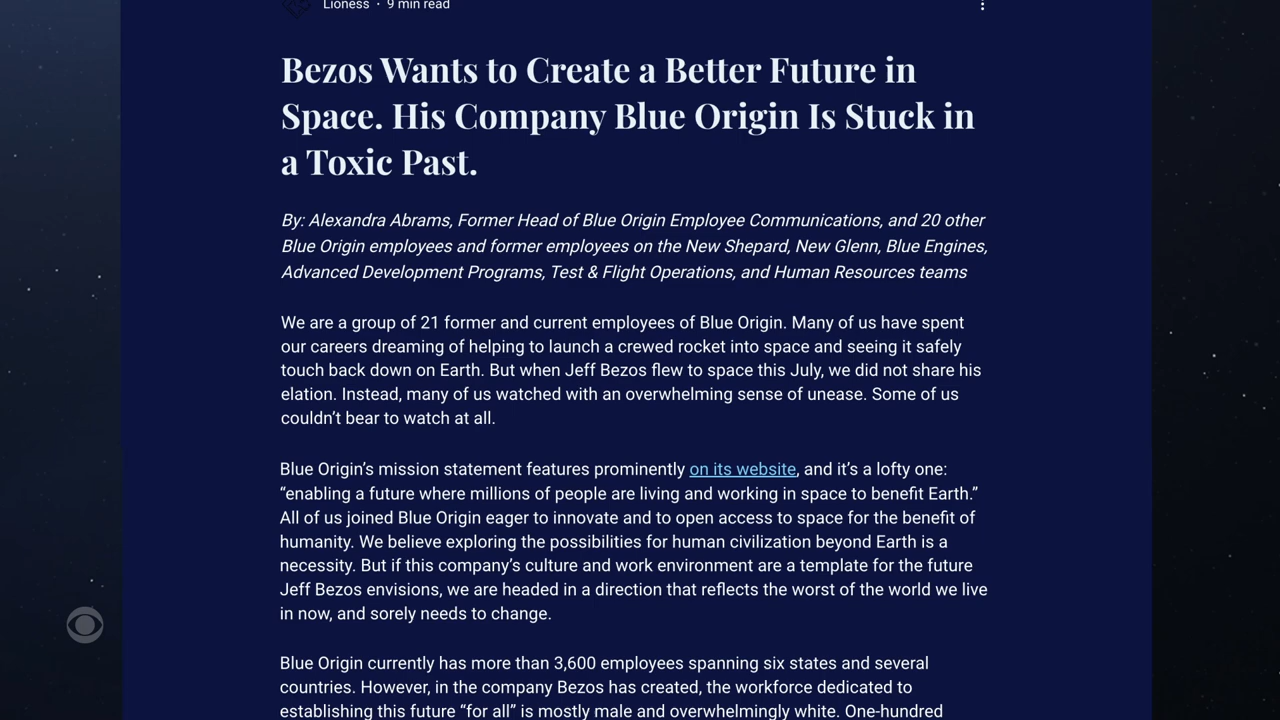 Lioness · 9 min read
Bezos Wants to Create a Better Future in
Space. His Company Blue Origin Is Stuck in
a Toxic Past.
By: Alexandra Abrams, Former Head of Blue Origin Employee Communications, and 20 other
Blue Origin employees and former employees on the New Shepard, New Glenn, Blue Engines,
Advanced Development Programs, Test & Flight Operations, and Human Resources teams
We are a group of 21 former and current employees of Blue Origin. Many of us have spent
our careers dreaming of helping to launch a crewed rocket into space and seeing it safely
touch back down on Earth. But when Jeff Bezos flew to space this July, we did not share his
elation. Instead, many of us watched with an overwhelming sense of unease. Some of us
couldn’t bear to watch at all.
Blue Origin’s mission statement features prominently on its website, and it’s a lofty one:
“enabling a future where millions of people are living and working in space to benefit Earth.”
All of us joined Blue Origin eager to innovate and to open access to space for the benefit of
humanity. We believe exploring the possibilities for human civilization beyond Earth is a
necessity. But if this company’s culture and work environment are a template for the future
Jeff Bezos envisions, we are headed in a direction that reflects the worst of the world we live
in now, and sorely needs to change.
Blue Origin currently has more than 3,600 employees spanning six states and several
countries. However, in the company Bezos has created, the workforce dedicated to
establishing this future “for all” is mostly male and overwhelmingly white. One-hundred